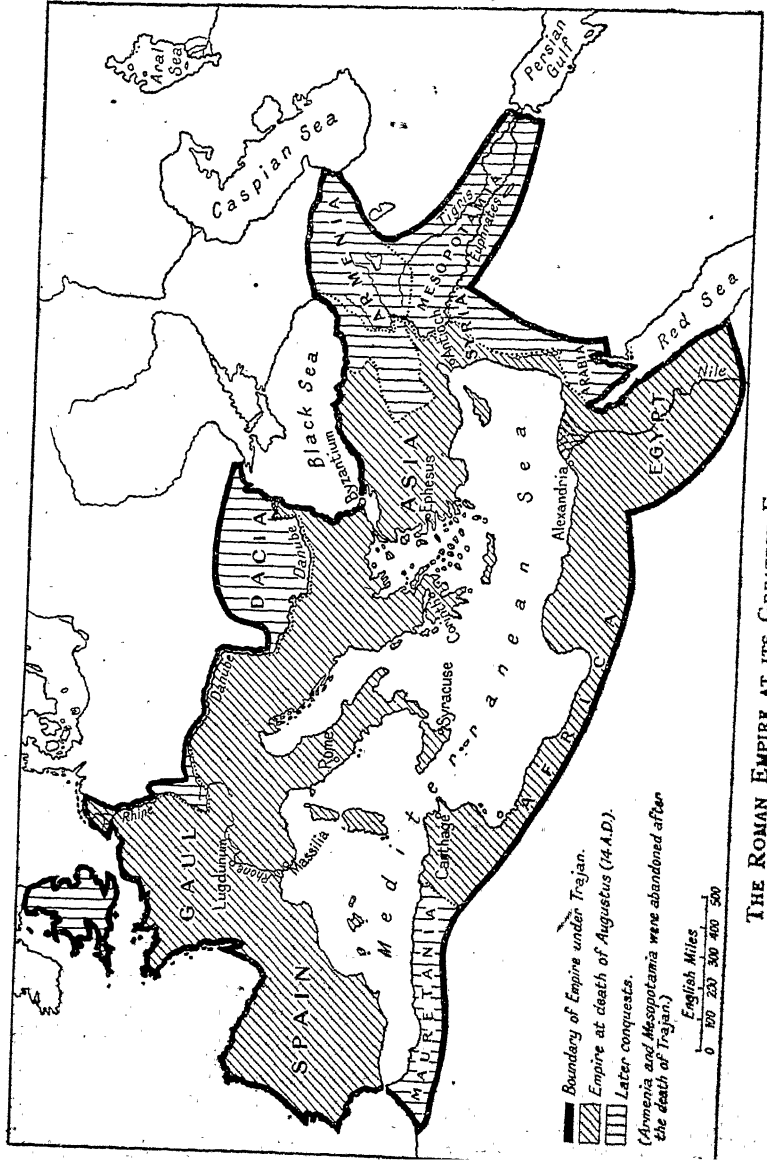 Aral
Sea
Caspian Sea
Persian
Gulf
Black Sea
Byzantium
ARMENIA
Tigris
MESOPOTAMIA
Euphrates
Antioch
SYRIA
ARABIA
Red Sea
Nile
EGYPT
Alexandria
ASIA
Ephesus
DACIA
Danube
Danube
Corinth
Rome
Syracuse
Mediterranean Sea
AFRICA
Carthage
Rhine
GAUL
Lugdunum
Rhone
Massilia
SPAIN
MAURETANIA
Boundary of Empire under Trajan.
Empire at death of Augustus (14 A.D.).
Later conquests.
(Armenia and Mesopotamia were abandoned after
the death of Trajan.)
English Miles
0 100 200 300 400 500
THE ROMAN EMPIRE AT ITS GREATEST